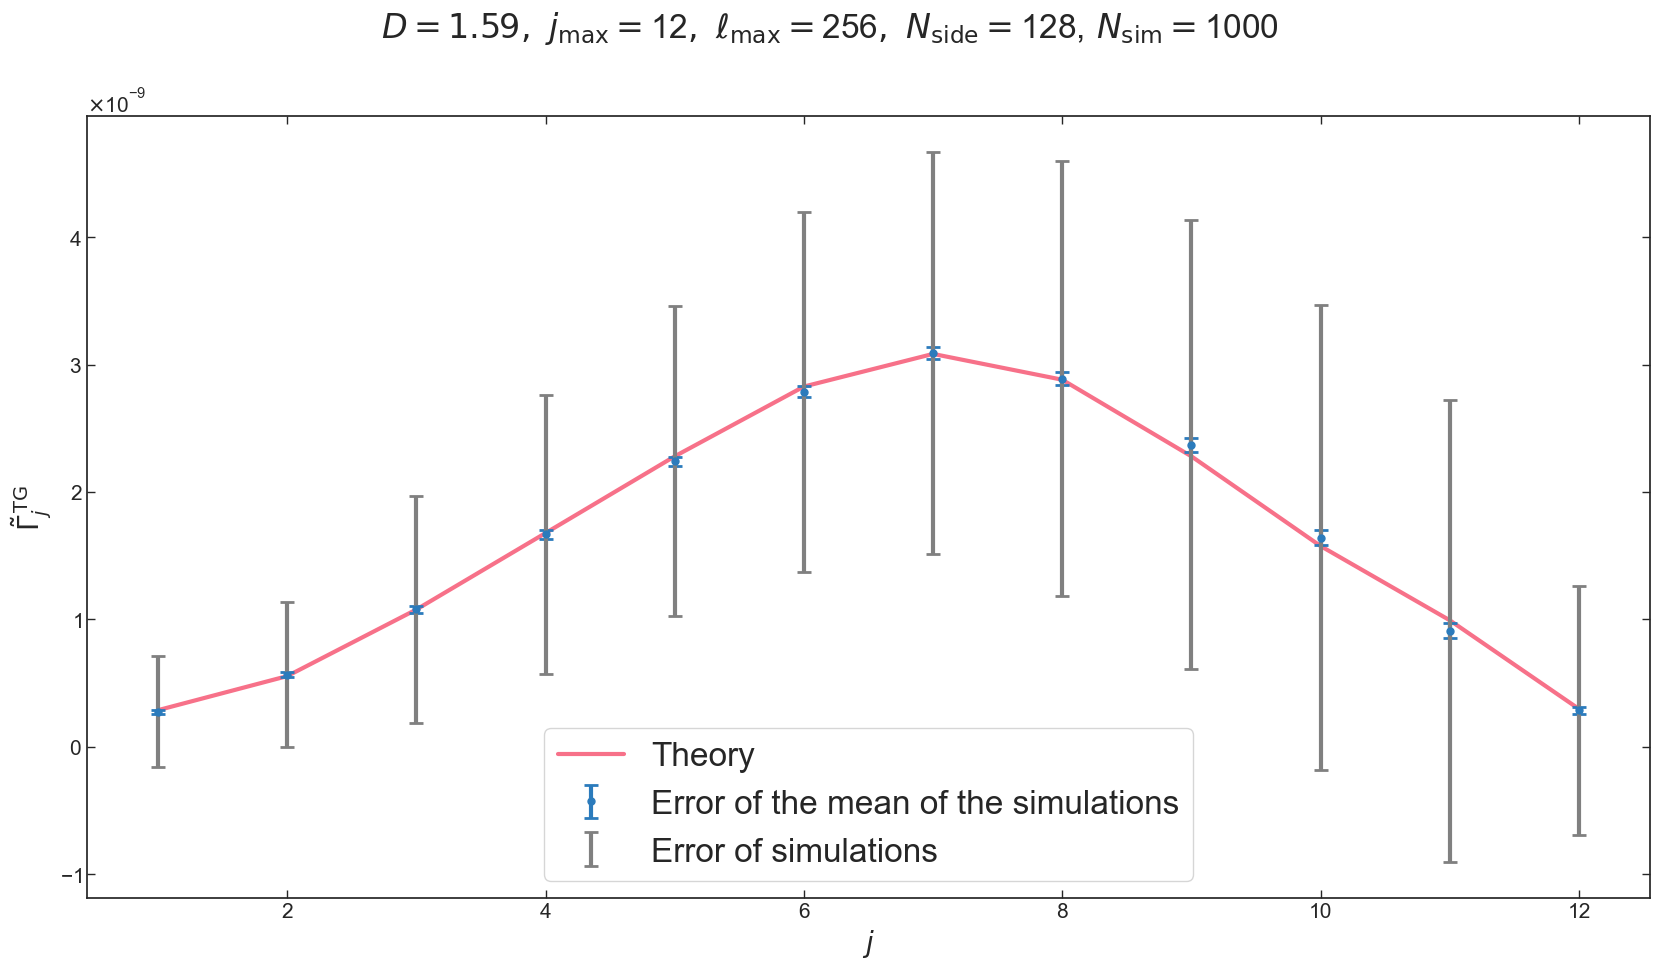 D = 1.59, j_max = 12, ℓ_max = 256, N_side = 128, N_sim = 1000
×10⁻⁹
4
3
2
1
0
−1
Γ̃_j^TG
Theory
Error of the mean of the simulations
Error of simulations
2 4 6 8 10 12
j